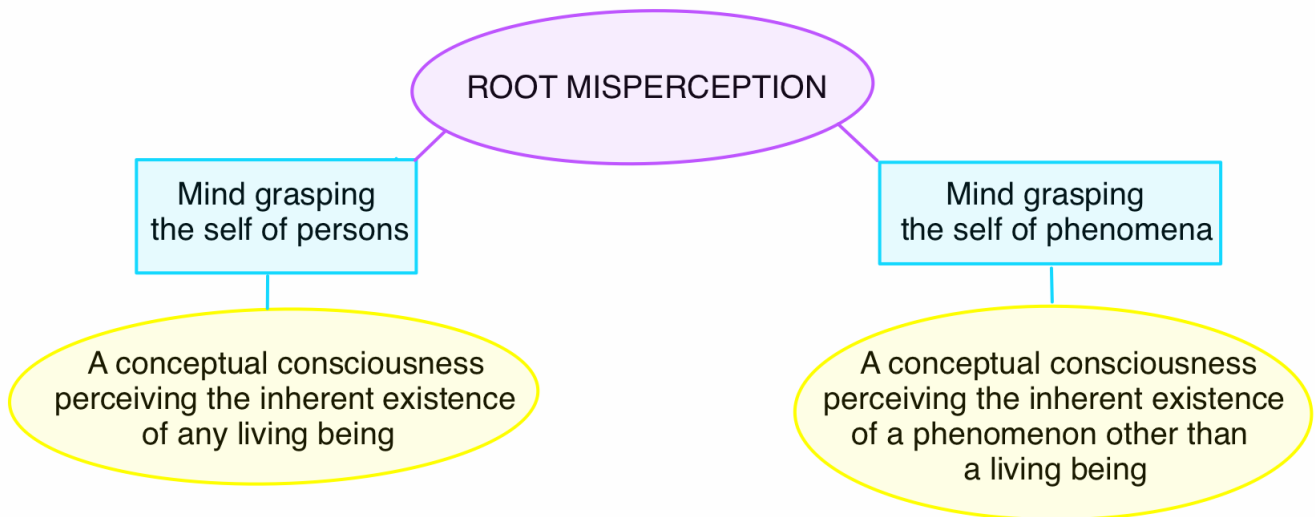 ROOT MISPERCEPTION
Mind grasping
the self of persons
A conceptual consciousness
perceiving the inherent existence
of any living being
Mind grasping
the self of phenomena
A conceptual consciousness
perceiving the inherent existence
of a phenomenon other than
a living being